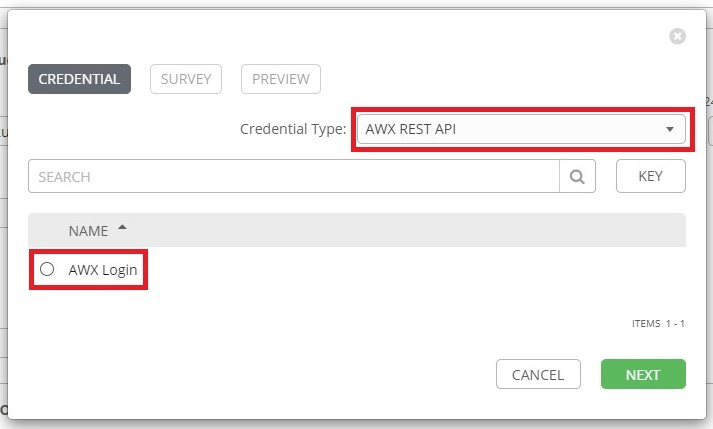 CREDENTIAL SURVEY PREVIEW
Credential Type: AWX REST API
SEARCH KEY
NAME
AWX Login
ITEMS 1 - 1
CANCEL NEXT